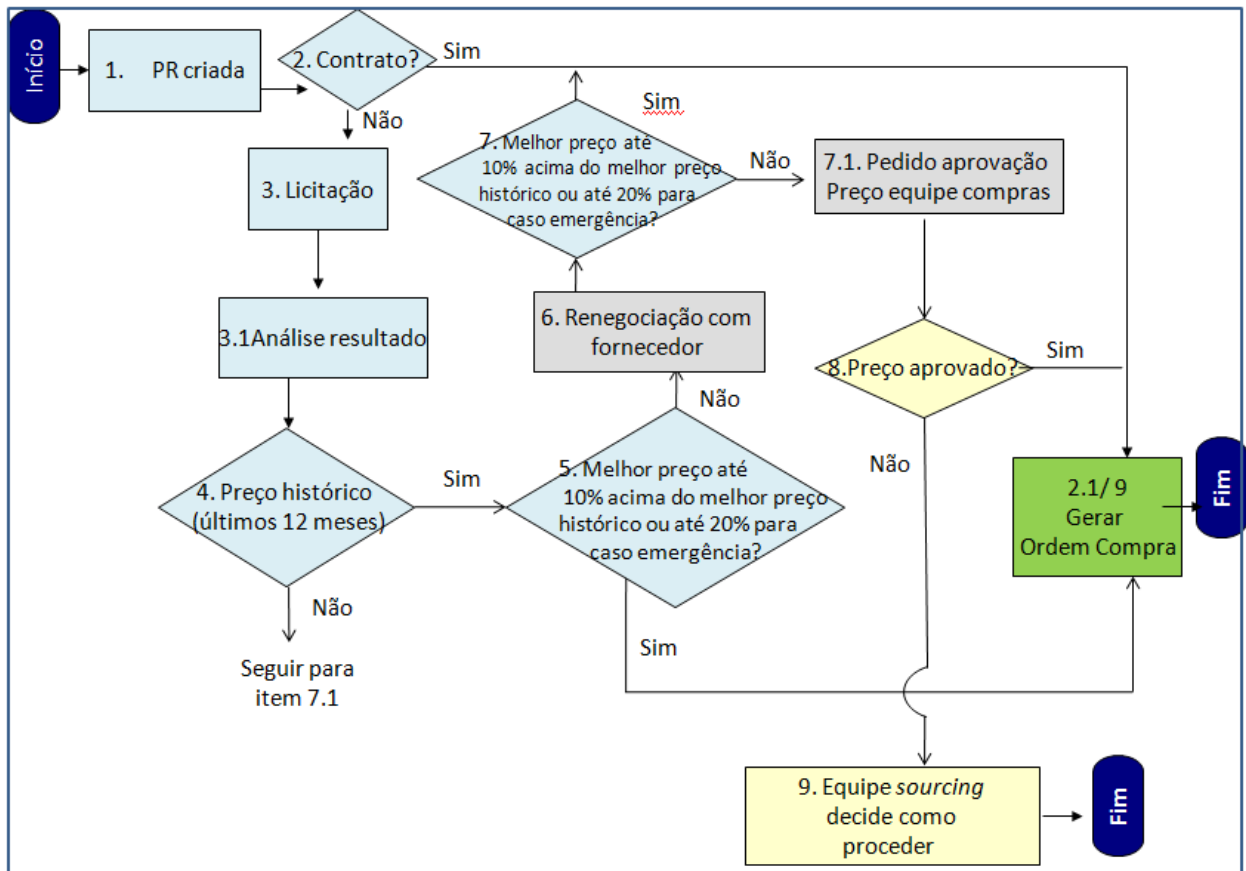 Início
1. PR criada
2. Contrato?
Sim
Não
3. Licitação
3.1Análise resultado
4. Preço histórico
(últimos 12 meses)
Sim
Não
Seguir para
item 7.1
5. Melhor preço até
10% acima do melhor preço
histórico ou até 20% para
caso emergência?
Não
Sim
6. Renegociação com
fornecedor
7. Melhor preço até
10% acima do melhor preço
histórico ou até 20% para
caso emergência?
Sim
Não
7.1. Pedido aprovação
Preço equipe compras
8.Preço aprovado?
Sim
Não
2.1/ 9
Gerar
Ordem Compra
Fim
9. Equipe sourcing
decide como
proceder
Fim